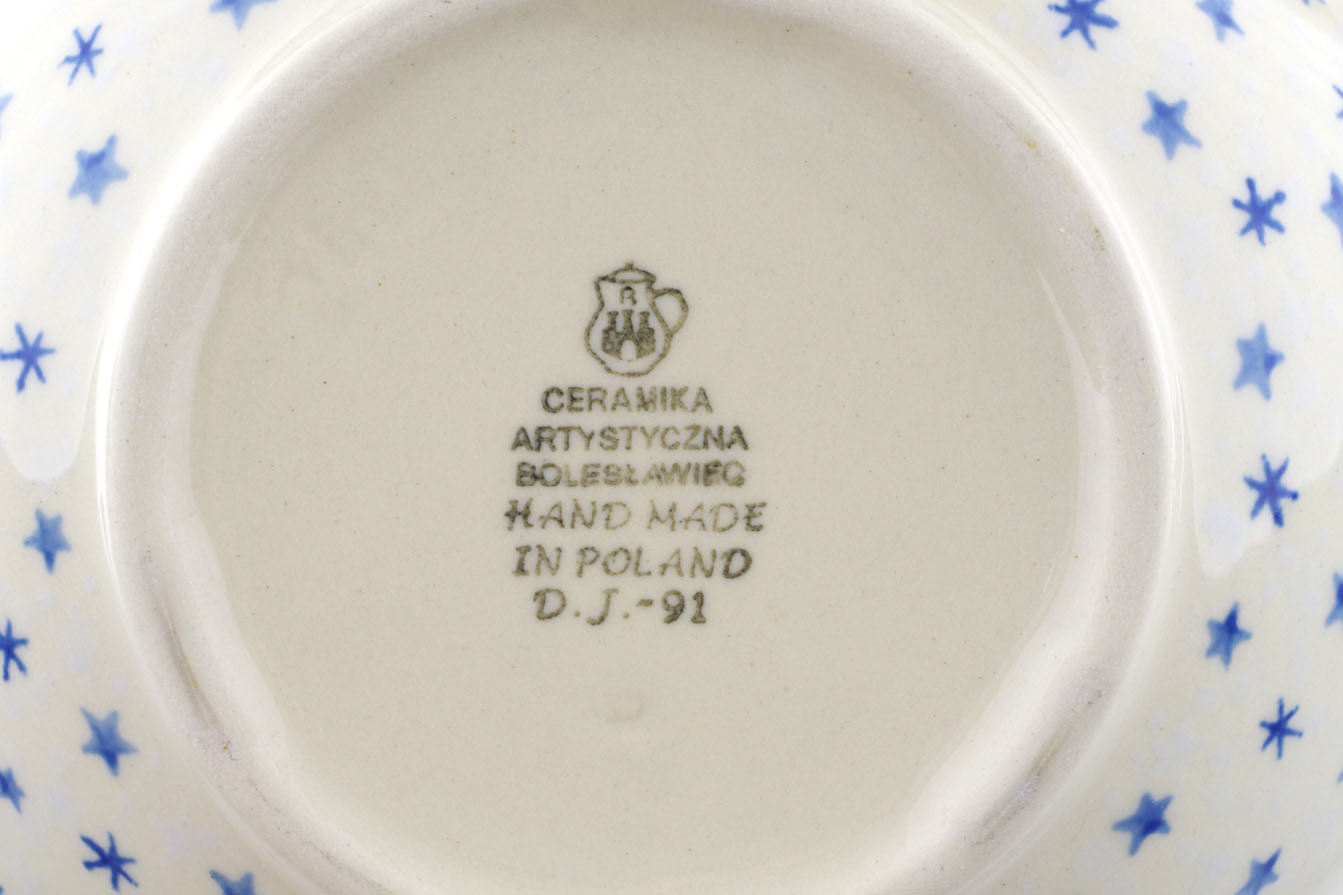 R
CERAMIKA
ARTYSTYCZNA
BOLESŁAWIEC
HAND MADE
IN POLAND
D.J.-91